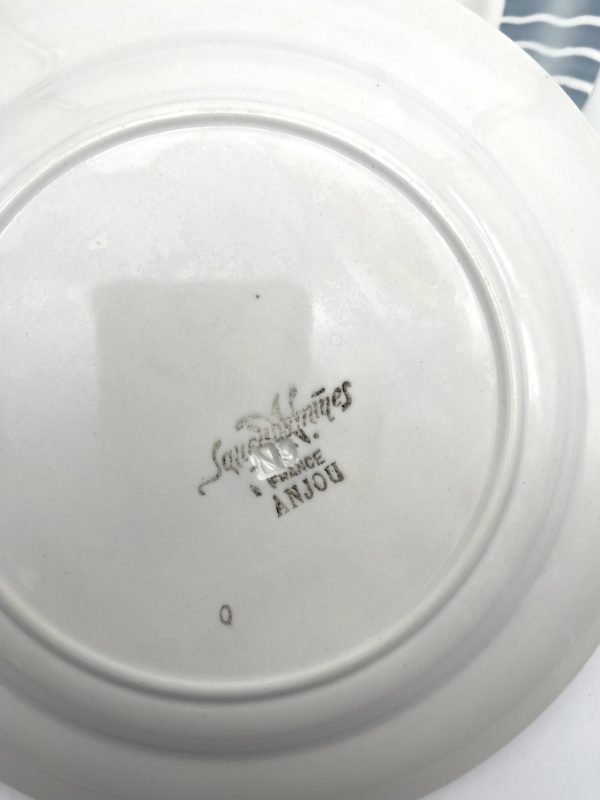 Sarreguemines
FRANCE
ANJOU
Q